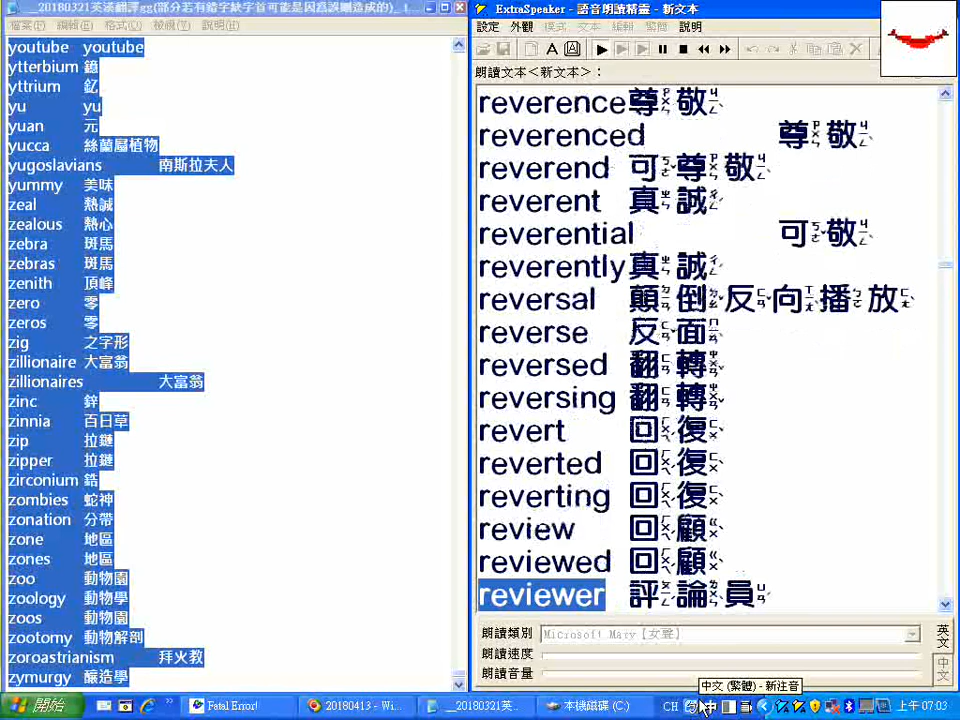 __20180321英漢翻譯gg(部分若有錯字缺字首可能是因為誤刪造成的)_1...
檔案(F) 編輯(E) 格式(O) 檢視(V) 說明(H)
youtube youtube
ytterbium 鐿
yttrium 釔
yu yu
yuan 元
yucca 絲蘭屬植物
yugoslavians 南斯拉夫人
yummy 美味
zeal 熱誠
zealous 熱心
zebra 斑馬
zebras 斑馬
zenith 頂峰
zero 零
zeros 零
zig 之字形
zillionaire 大富翁
zillionaires 大富翁
zinc 鋅
zinnia 百日草
zip 拉鏈
zipper 拉鏈
zirconium 鋯
zombies 蛇神
zonation 分帶
zone 地區
zones 地區
zoo 動物園
zoology 動物學
zoos 動物園
zootomy 動物解剖
zoroastrianism 拜火教
zymurgy 釀造學
ExtraSpeaker - 語音朗讀精靈 - 新文本
設定 外觀 模式 文本 編輯 繁簡 說明
朗讀文本<新文本>：
reverence 尊敬
reverenced 尊敬
reverend 可尊敬
reverent 真誠
reverential 可敬
reverently 真誠
reversal 顛倒反向播放
reverse 反面
reversed 翻轉
reversing 翻轉
revert 回復
reverted 回復
reverting 回復
review 回顧
reviewed 回顧
reviewer 評論員
朗讀類別 Microsoft Mary【女聲】
朗讀速度
朗讀音量
英文
中文
中文 (繁體) - 新注音
開始 Fatal Error! 20180413 - Wi... __20180321英... 本機磁碟 (C:) CH 上午 07:03